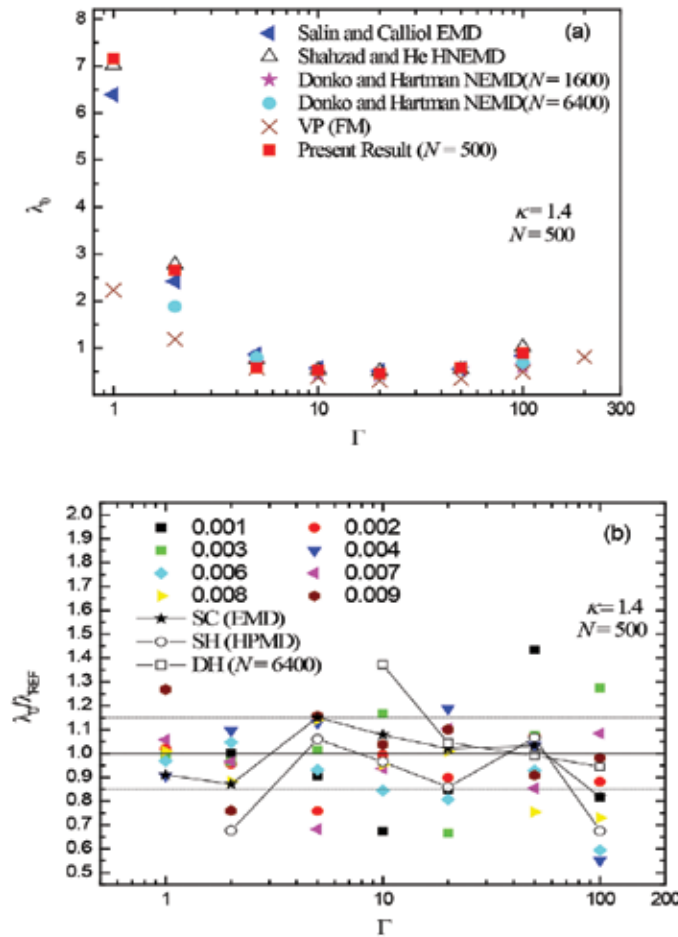 (a)
Salin and Calliol EMD
Shahzad and He HNEMD
Donko and Hartman NEMD(N=1600)
Donko and Hartman NEMD(N=6400)
VP (FM)
Present Result (N=500)
κ=1.4
N=500
λ₀
7
6
5
4
3
2
1
1
10
100
300
Γ
(b)
0.001
0.002
0.003
0.004
0.006
0.007
0.008
0.009
SC (EMD)
SH (HPMD)
DH (N=6400)
κ=1.4
N=500
λ₀/λREF
2.0
1.9
1.8
1.7
1.6
1.5
1.4
1.3
1.2
1.1
1.0
0.9
0.8
0.7
0.6
0.5
1
10
100
200
Γ